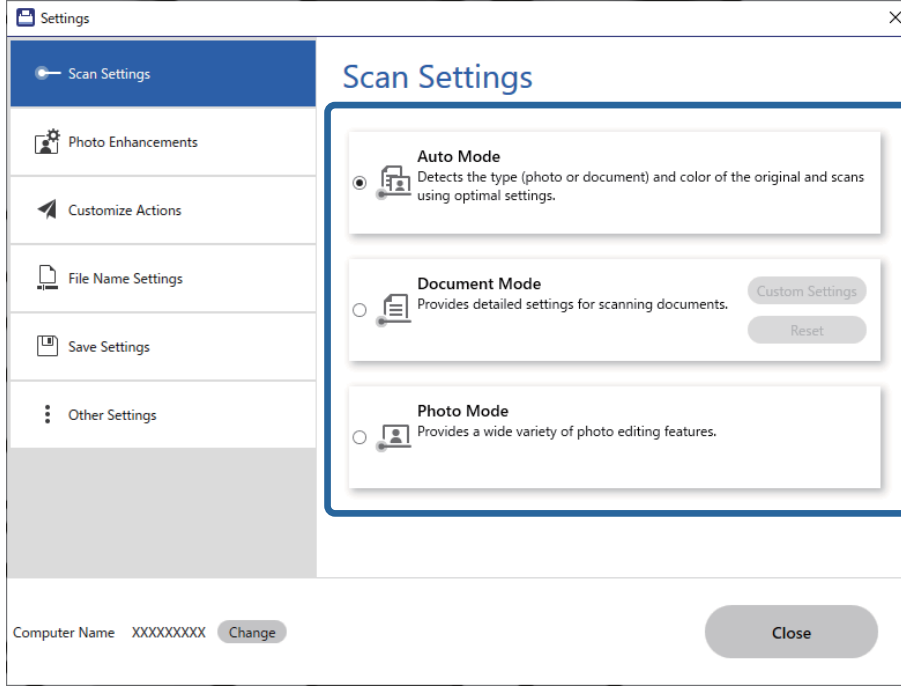 Settings
Scan Settings
Photo Enhancements
Customize Actions
File Name Settings
Save Settings
Other Settings
Scan Settings
Auto Mode
Detects the type (photo or document) and color of the original and scans
using optimal settings.
Document Mode
Provides detailed settings for scanning documents.
Custom Settings
Reset
Photo Mode
Provides a wide variety of photo editing features.
Computer Name XXXXXXXXX Change
Close